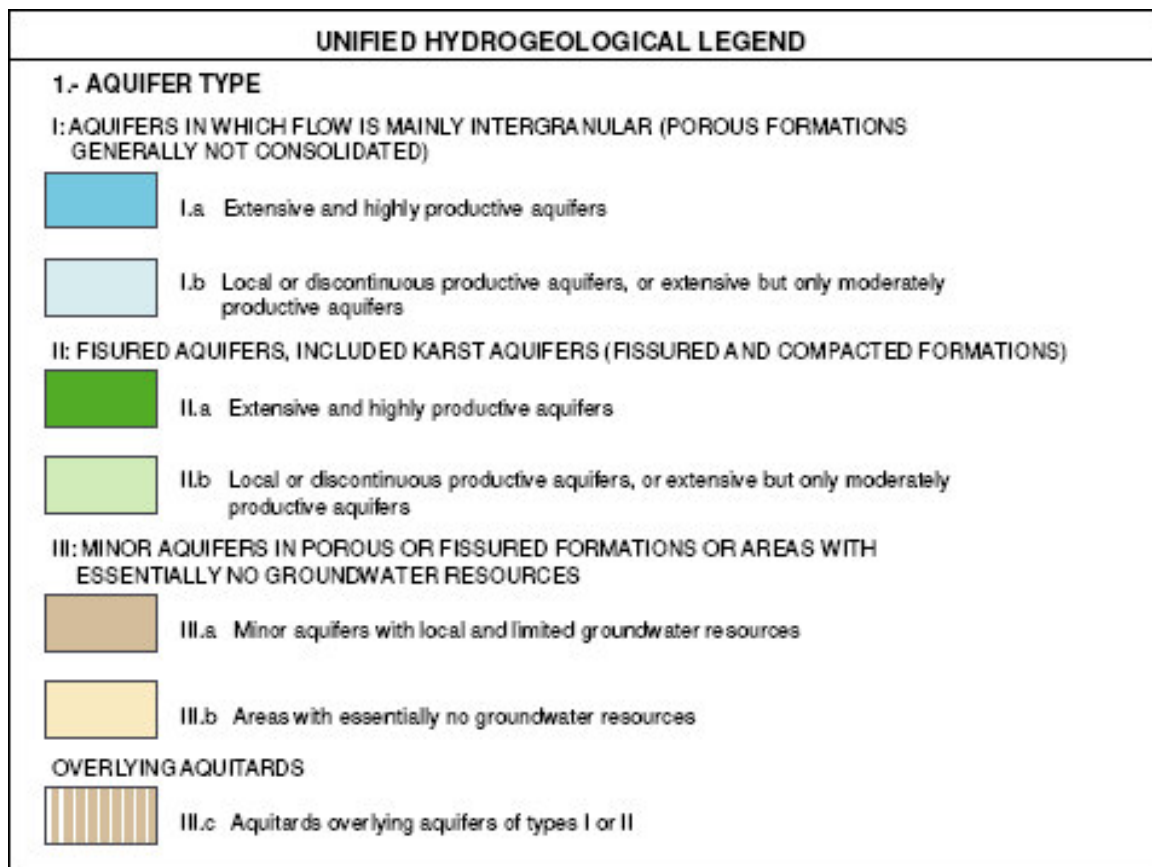 UNIFIED HYDROGEOLOGICAL LEGEND
1.- AQUIFER TYPE
I: AQUIFERS IN WHICH FLOW IS MAINLY INTERGRANULAR (POROUS FORMATIONS
GENERALLY NOT CONSOLIDATED)
I.a Extensive and highly productive aquifers
I.b Local or discontinuous productive aquifers, or extensive but only moderately
productive aquifers
II: FISURED AQUIFERS, INCLUDED KARST AQUIFERS (FISSURED AND COMPACTED FORMATIONS)
II.a Extensive and highly productive aquifers
II.b Local or discontinuous productive aquifers, or extensive but only moderately
productive aquifers
III: MINOR AQUIFERS IN POROUS OR FISSURED FORMATIONS OR AREAS WITH
ESSENTIALLY NO GROUNDWATER RESOURCES
III.a Minor aquifers with local and limited groundwater resources
III.b Areas with essentially no groundwater resources
OVERLYING AQUITARDS
III.c Aquitards overlying aquifers of types I or II